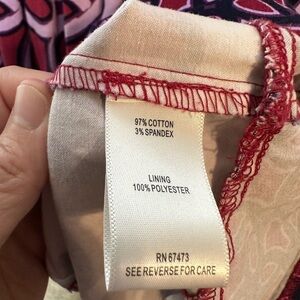 97% COTTON
3% SPANDEX
LINING
100% POLYESTER
RN 67473
SEE REVERSE FOR CARE